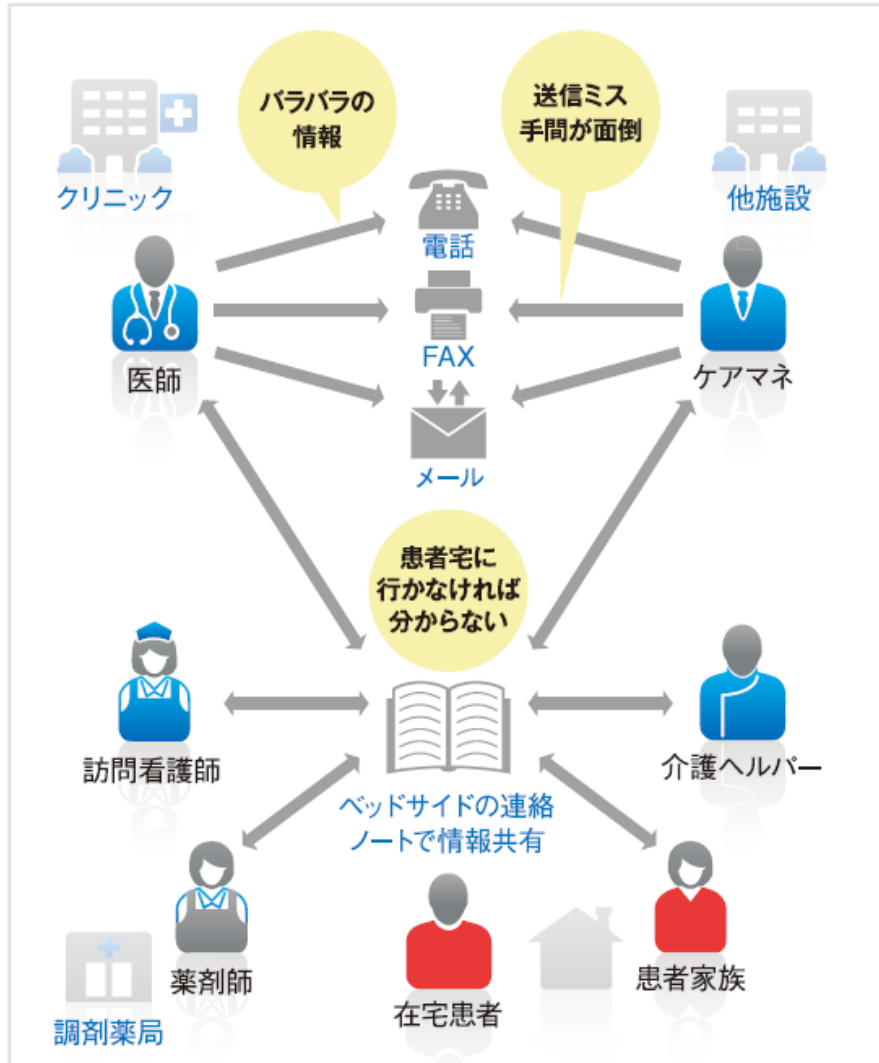 バラバラの
情報
送信ミス
手間が面倒
クリニック
他施設
電話
医師
FAX
ケアマネ
メール
患者宅に
行かなければ
分からない
訪問看護師
介護ヘルパー
ベッドサイドの連絡
ノートで情報共有
薬剤師
患者家族
在宅患者
調剤薬局